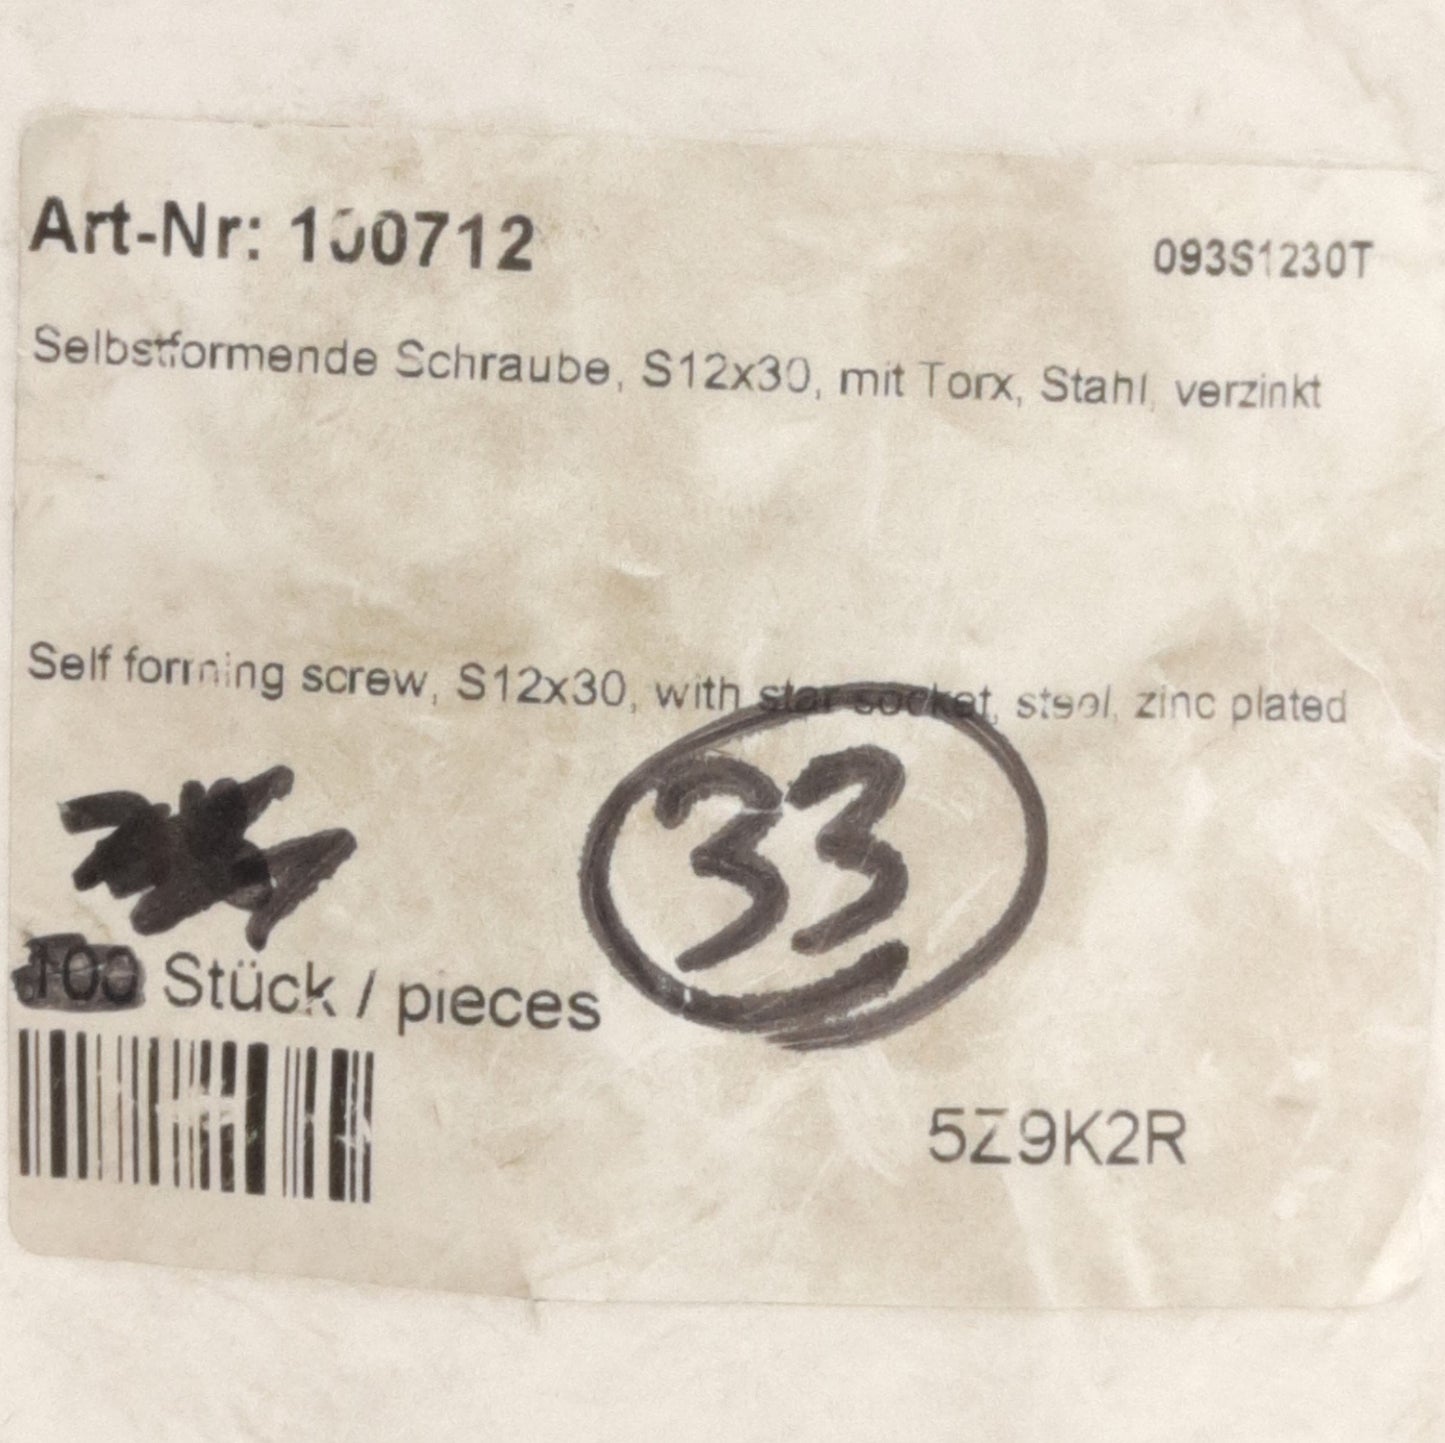 Art-Nr: 100712
093S1230T
Selbstformende Schraube, S12x30, mit Torx, Stahl, verzinkt
Self forming screw, S12x30, with star socket, steel, zinc plated
33
100 Stück / pieces
5Z9K2R